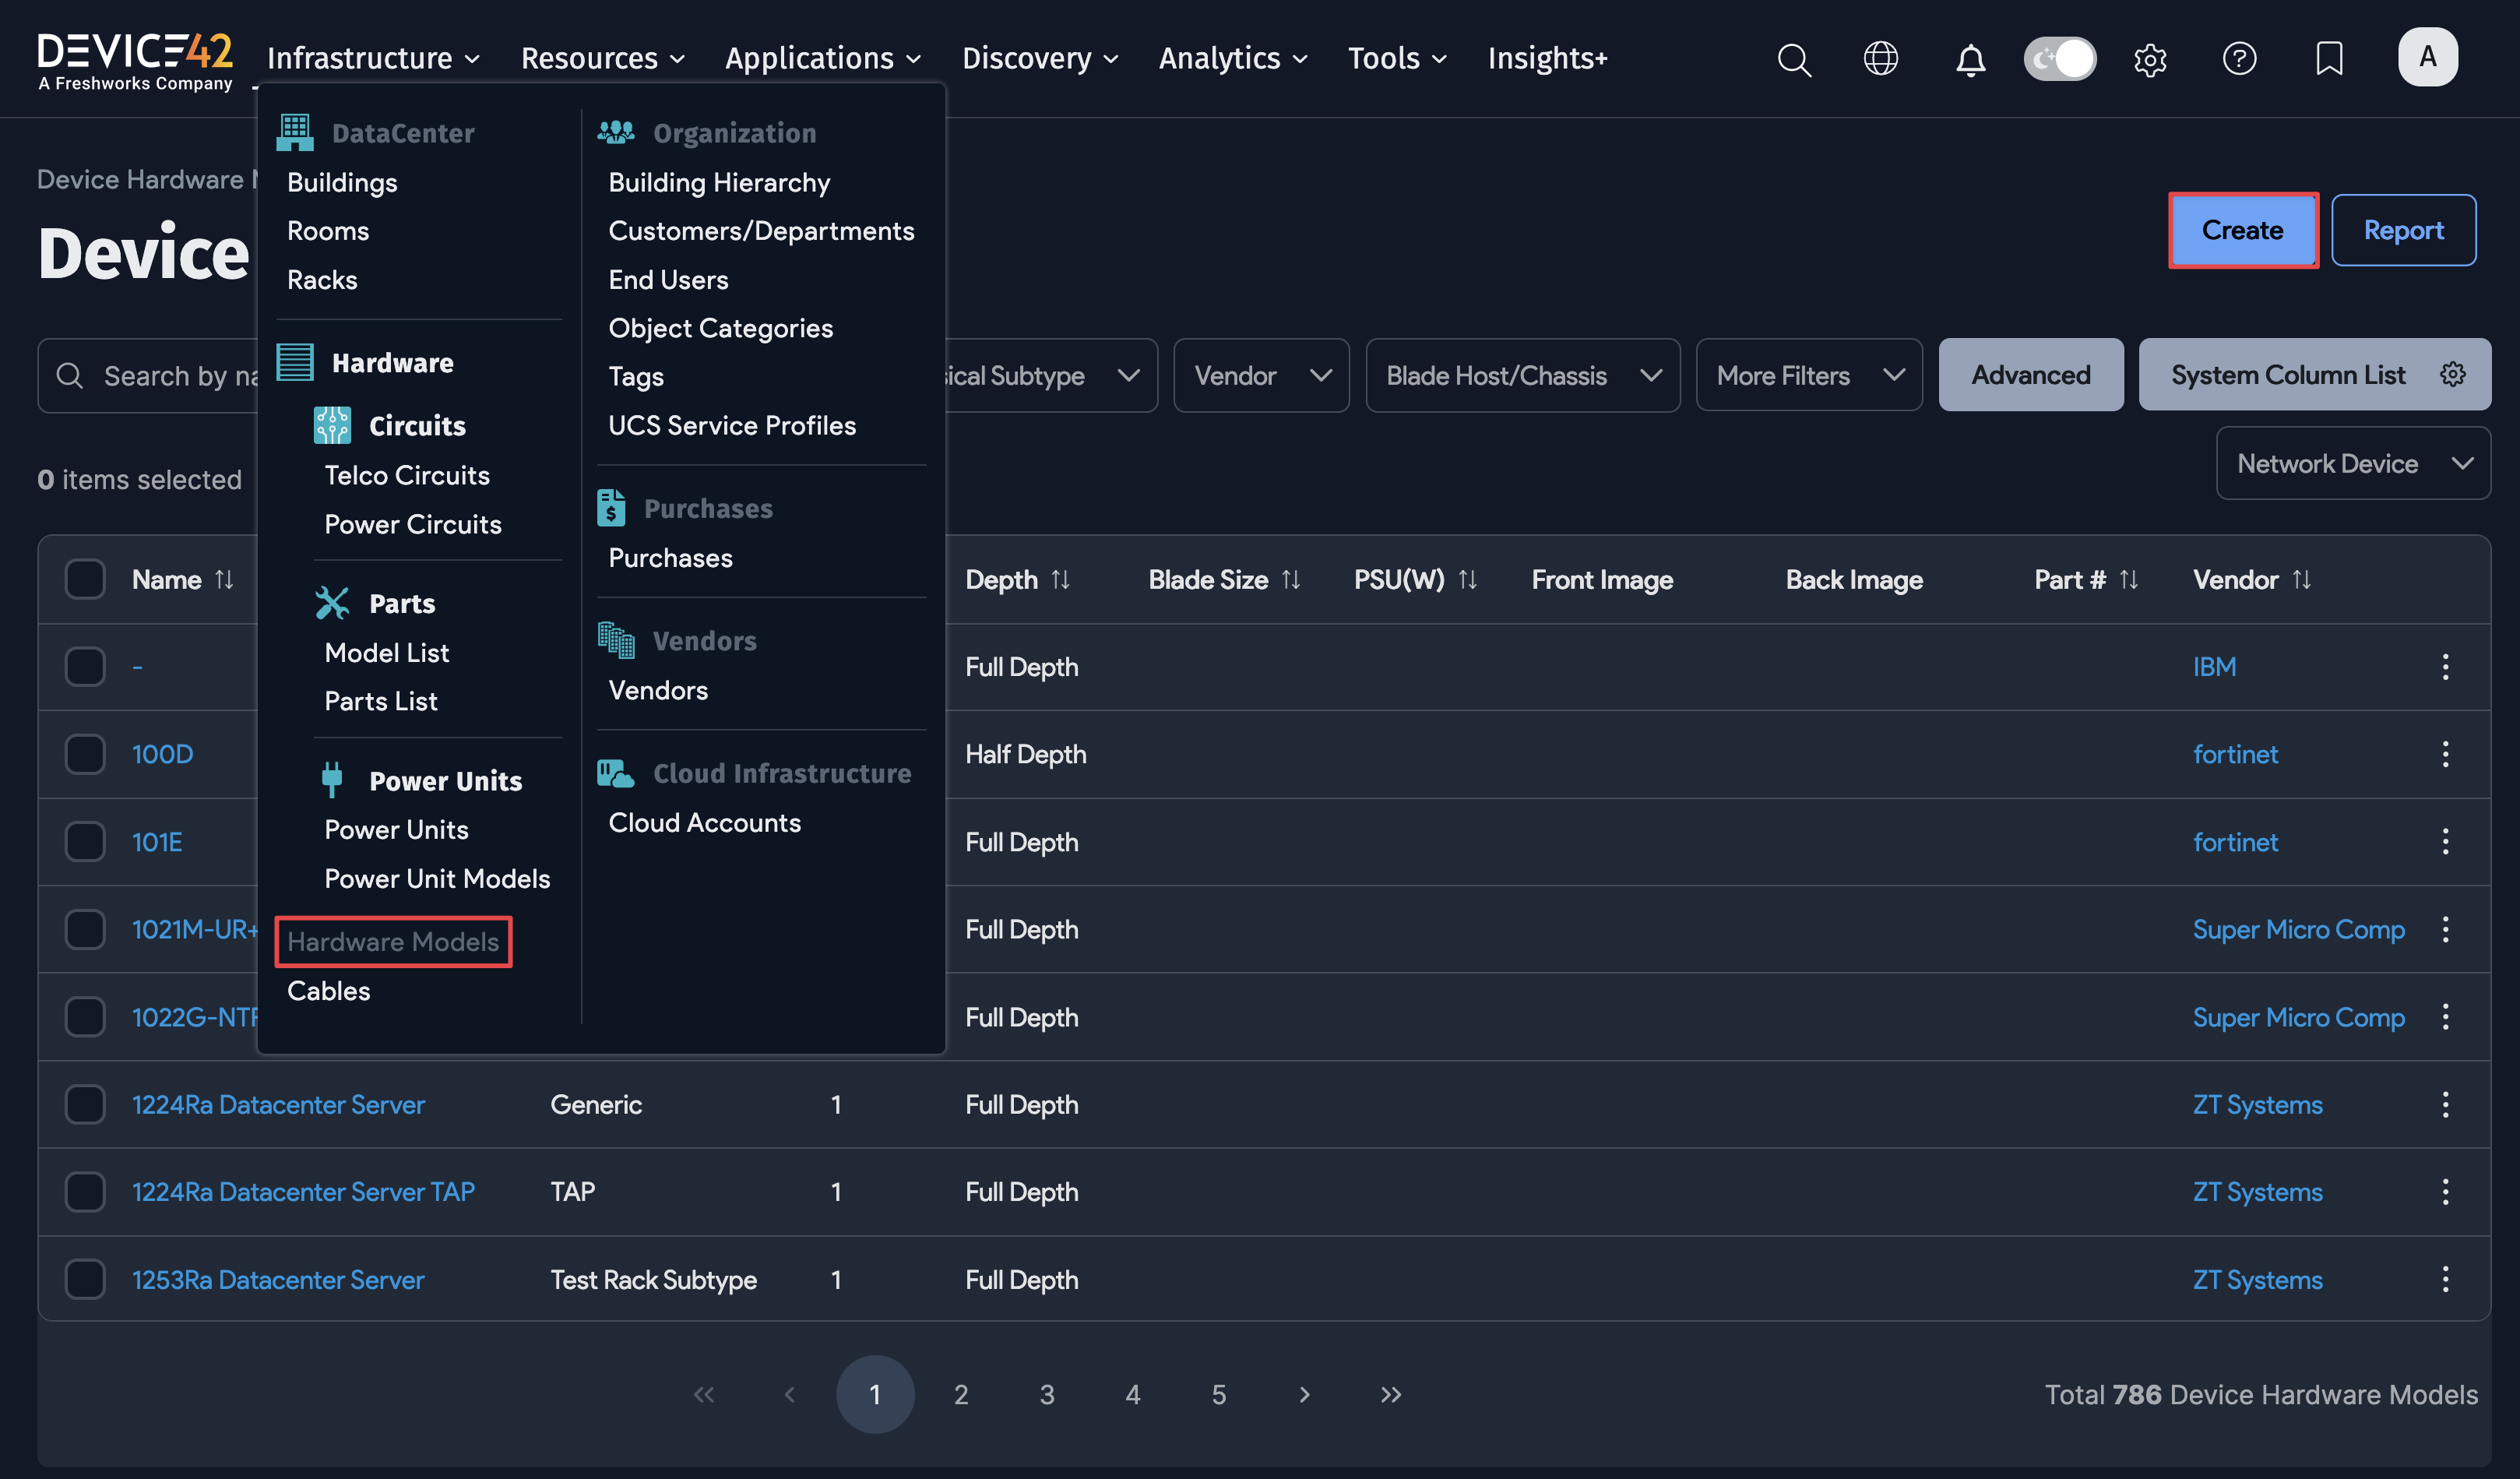 DEVICE42
A Freshworks Company
Infrastructure
Resources
Applications
Discovery
Analytics
Tools
Insights+
A
DataCenter
Buildings
Rooms
Racks
Hardware
Circuits
Telco Circuits
Power Circuits
Parts
Model List
Parts List
Power Units
Power Units
Power Unit Models
Hardware Models
Cables
Organization
Building Hierarchy
Customers/Departments
End Users
Object Categories
Tags
UCS Service Profiles
Purchases
Purchases
Vendors
Vendors
Cloud Infrastructure
Cloud Accounts
Device Hardware
Device
Create
Report
Search by
Subtype
Vendor
Blade Host/Chassis
More Filters
Advanced
System Column List
0 items selected
Network Device
Name Depth Blade Size PSU(W) Front Image Back Image Part # Vendor
- Full Depth IBM
100D Half Depth fortinet
101E Full Depth fortinet
1021M-UR+ Full Depth Super Micro Comp
1022G-NTF Full Depth Super Micro Comp
1224Ra Datacenter Server Generic 1 Full Depth ZT Systems
1224Ra Datacenter Server TAP TAP 1 Full Depth ZT Systems
1253Ra Datacenter Server Test Rack Subtype 1 Full Depth ZT Systems
« ‹ 1 2 3 4 5 › »
Total 786 Device Hardware Models